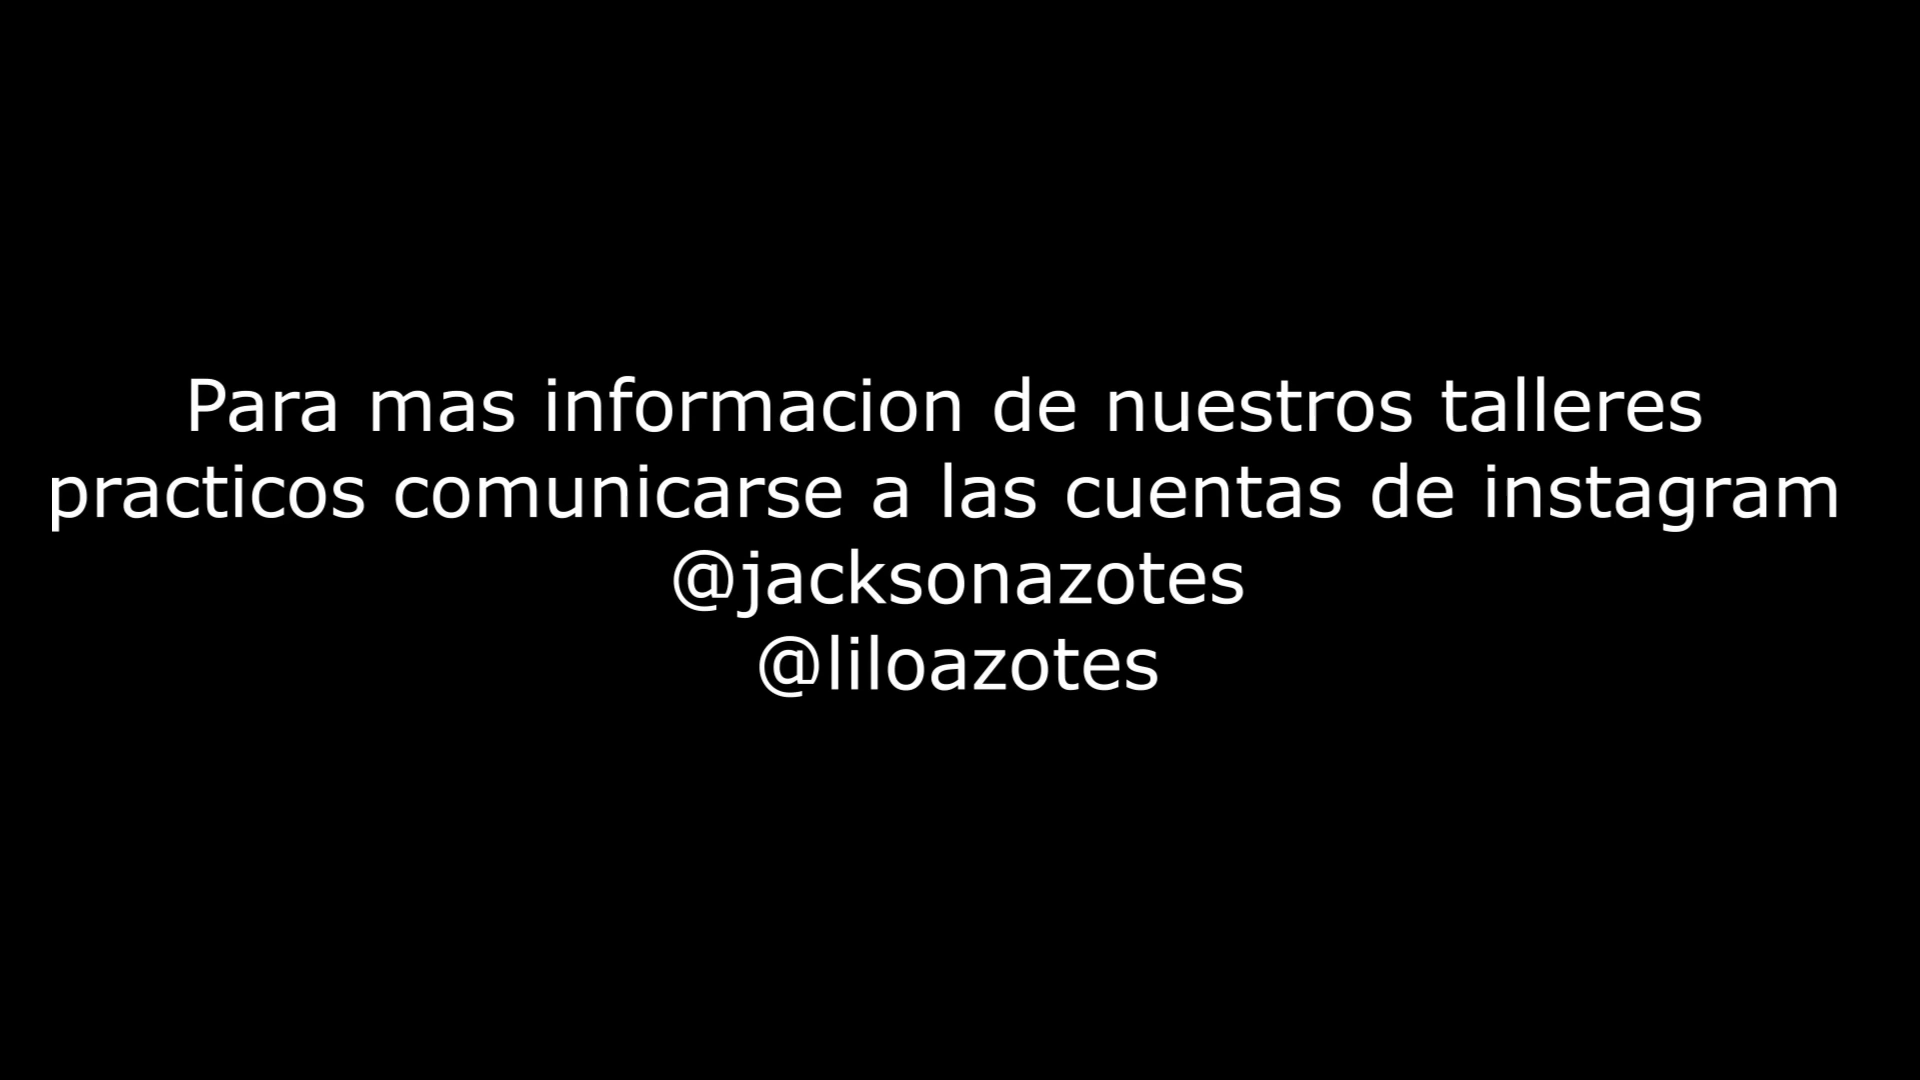 Para mas informacion de nuestros talleres
practicos comunicarse a las cuentas de instagram
@jacksonazotes
@liloazotes